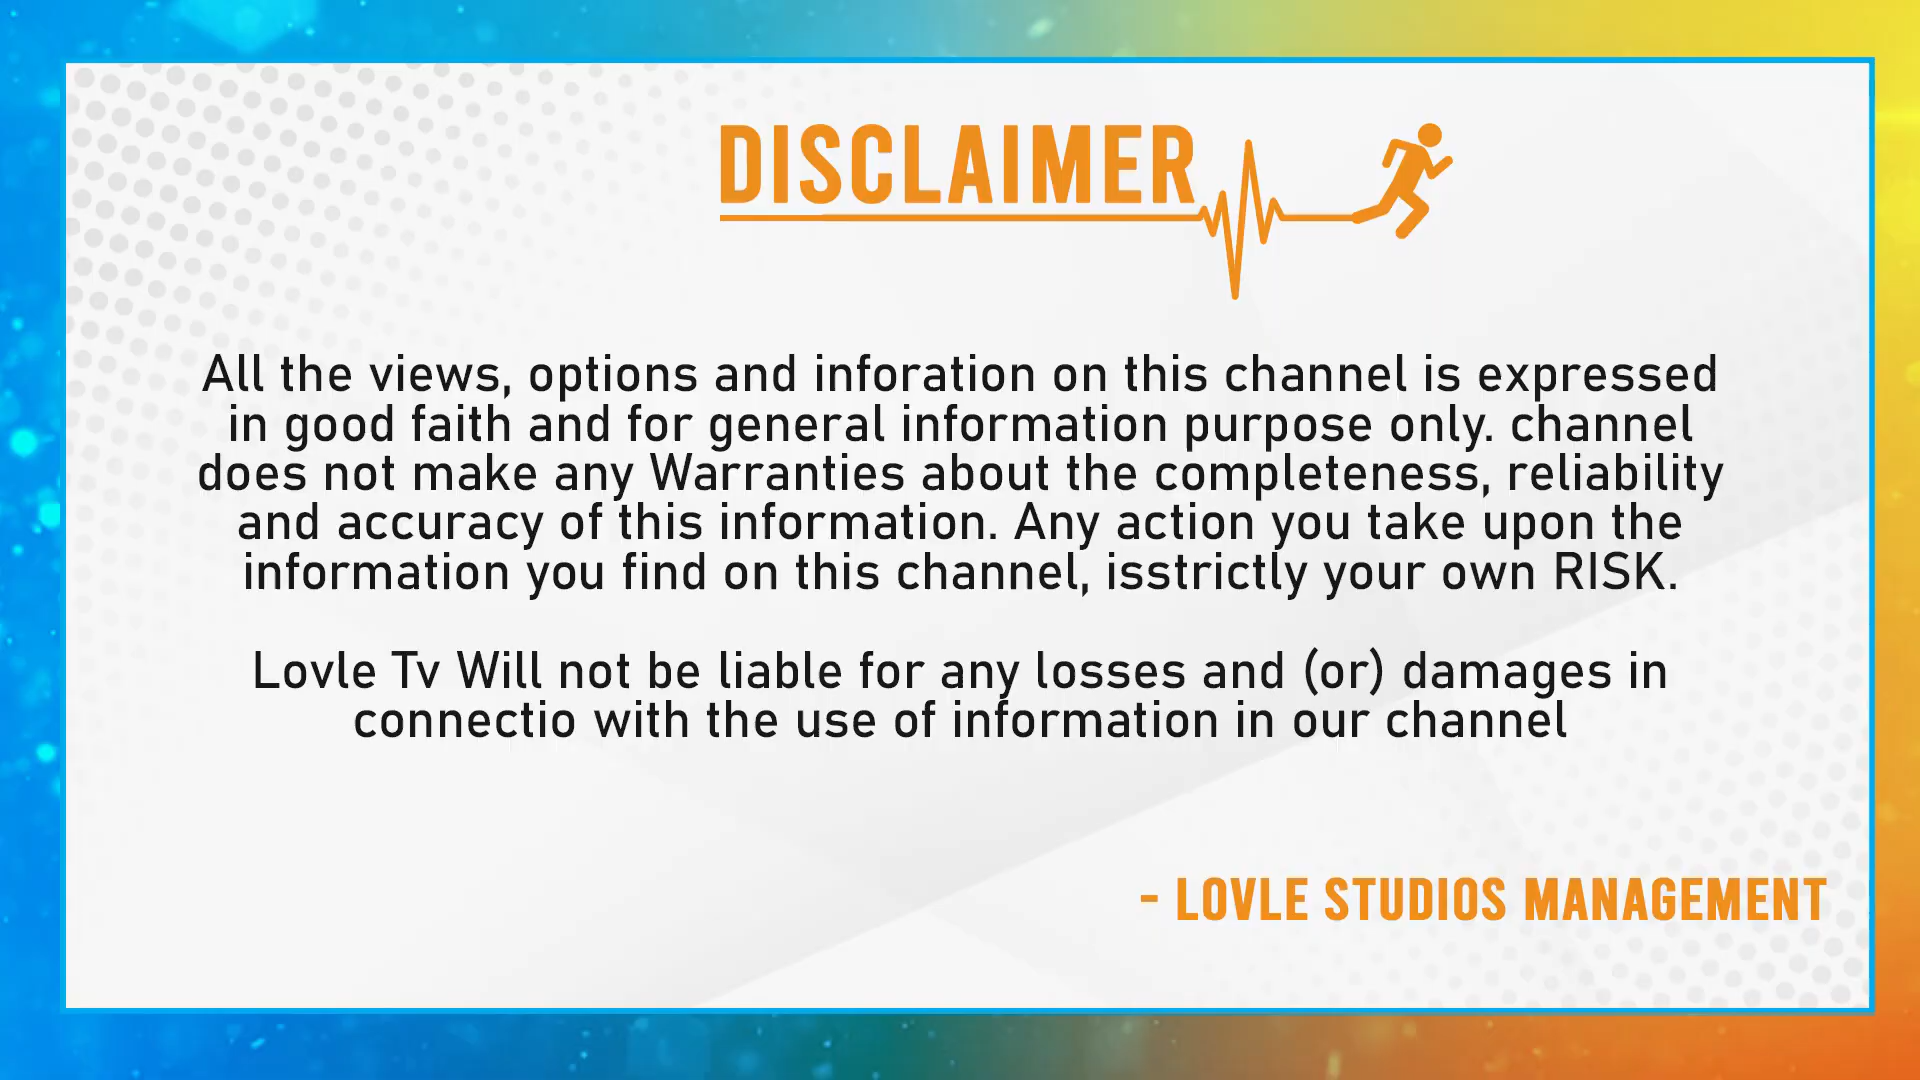 DISCLAIMER
All the views, options and inforation on this channel is expressed
in good faith and for general information purpose only. channel
does not make any Warranties about the completeness, reliability
and accuracy of this information. Any action you take upon the
information you find on this channel, isstrictly your own RISK.
Lovle Tv Will not be liable for any losses and (or) damages in
connectio with the use of information in our channel
- LOVLE STUDIOS MANAGEMENT